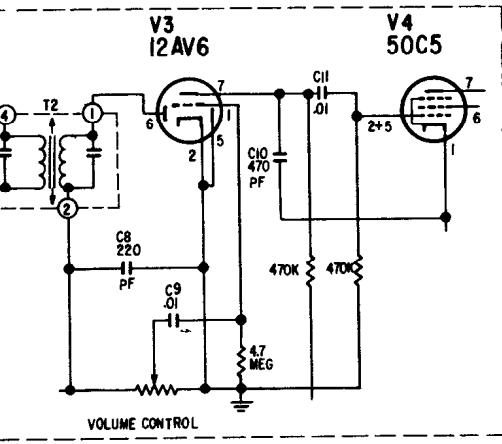 V3
12AV6
V4
50C5
4
T2
1
6
7
1
5
2
C11
.01
2+5
7
6
1
C10
470
PF
2
C8
220
PF
C9
.01
470K
470K
4.7
MEG
VOLUME CONTROL